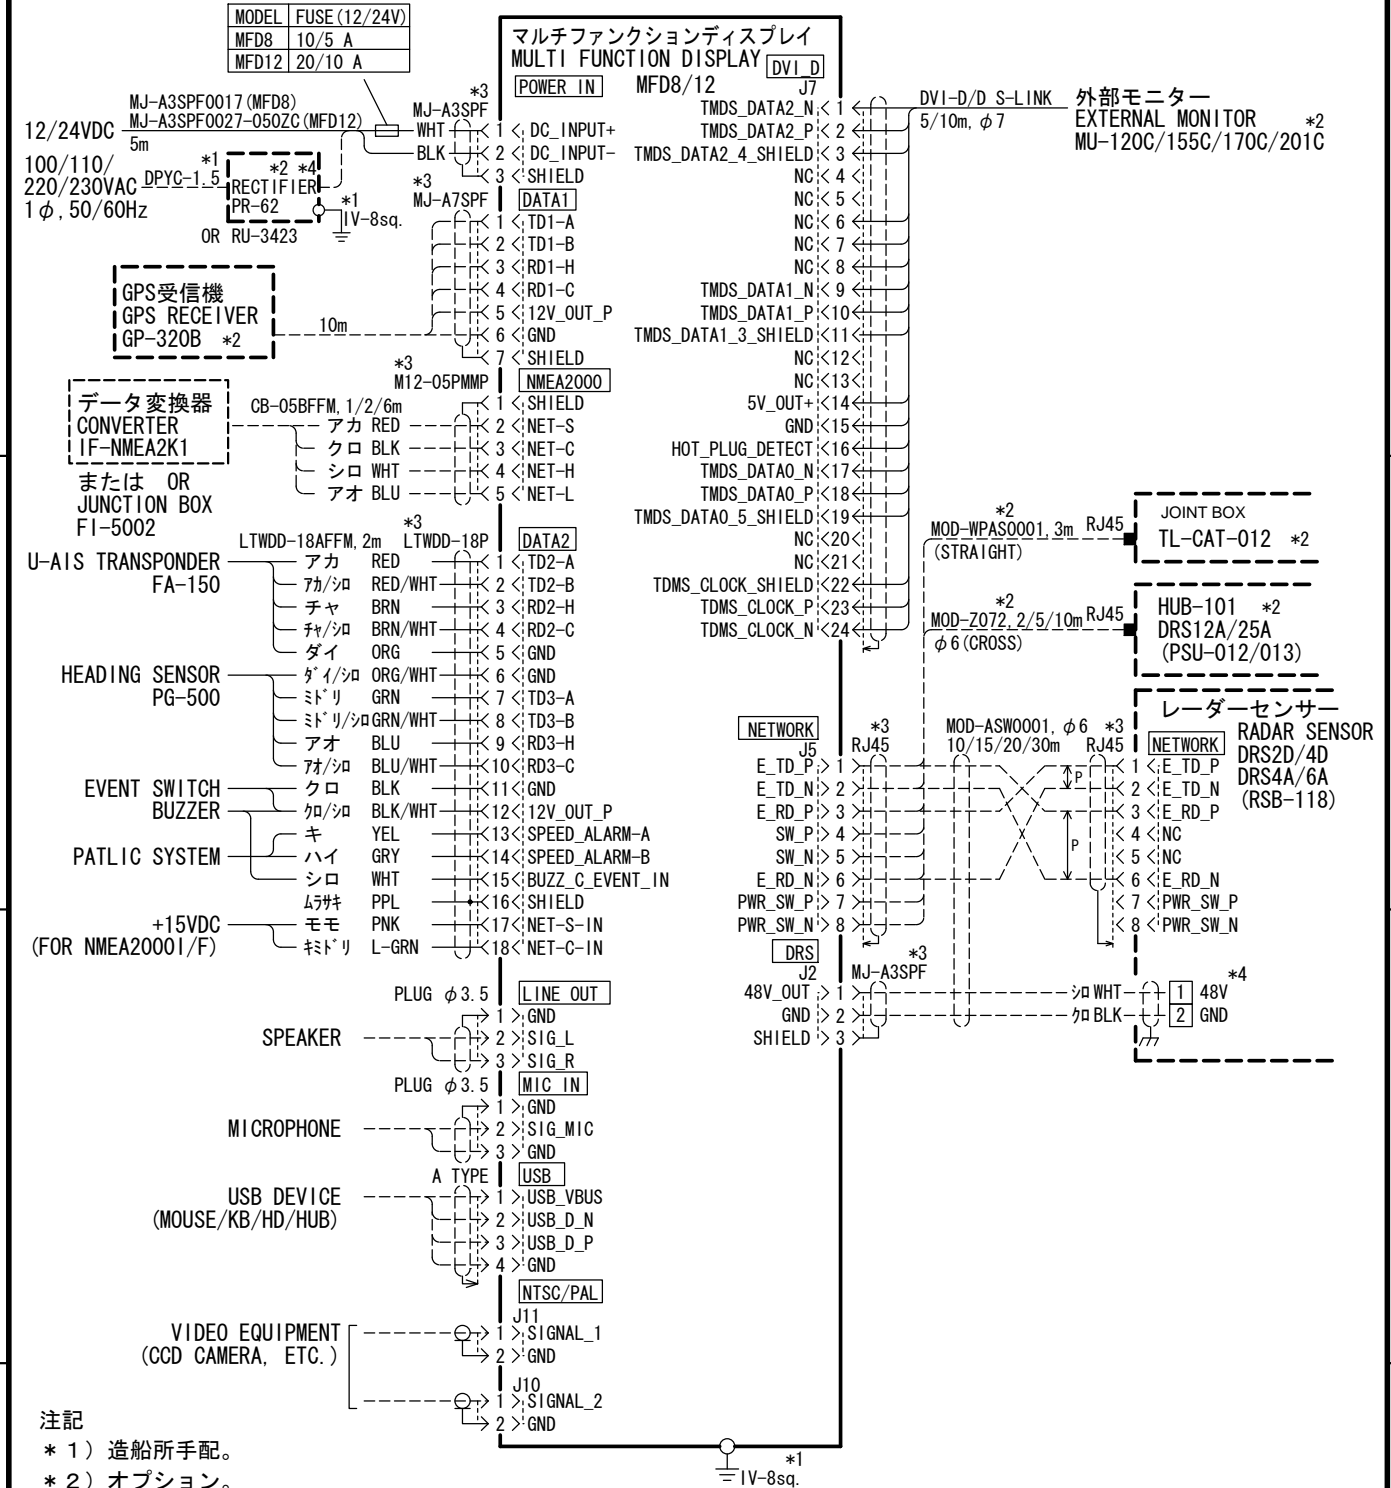 MODEL FUSE(12/24V)
MFD8 10/5 A
MFD12 20/10 A
マルチファンクションディスプレイ
MULTI FUNCTION DISPLAY
MFD8/12
POWER IN
*3
MJ-A3SPF
MJ-A3SPF0017(MFD8)
MJ-A3SPF0027-050ZC(MFD12)
5m
12/24VDC
WHT 1 DC_INPUT+
BLK 2 DC_INPUT-
3 SHIELD
100/110/
220/230VAC
1φ,50/60Hz
*1
DPYC-1.5
*2 *4
RECTIFIER
PR-62
OR RU-3423
*1
IV-8sq.
*3
MJ-A7SPF
DATA1
1 TD1-A
2 TD1-B
3 RD1-H
4 RD1-C
5 12V_OUT_P
6 GND
7 SHIELD
GPS受信機
GPS RECEIVER
GP-320B *2
10m
*3
M12-05PMMP
NMEA2000
1 SHIELD
アカ RED 2 NET-S
クロ BLK 3 NET-C
シロ WHT 4 NET-H
アオ BLU 5 NET-L
データ変換器
CONVERTER
IF-NMEA2K1
CB-05BFFM,1/2/6m
または OR
JUNCTION BOX
FI-5002
*3
LTWDD-18AFFM,2m LTWDD-18P
DATA2
U-AIS TRANSPONDER
FA-150
アカ RED 1 TD2-A
アカ/シロ RED/WHT 2 TD2-B
チャ BRN 3 RD2-H
チャ/シロ BRN/WHT 4 RD2-C
ダイ ORG 5 GND
HEADING SENSOR
PG-500
ダイ/シロ ORG/WHT 6 GND
ミドリ GRN 7 TD3-A
ミドリ/シロ GRN/WHT 8 TD3-B
アオ BLU 9 RD3-H
アオ/シロ BLU/WHT 10 RD3-C
EVENT SWITCH
クロ BLK 11 GND
BUZZER
クロ/シロ BLK/WHT 12 12V_OUT_P
キ YEL 13 SPEED_ALARM-A
PATLIC SYSTEM
ハイ GRY 14 SPEED_ALARM-B
シロ WHT 15 BUZZ_C_EVENT_IN
ムラサキ PPL 16 SHIELD
+15VDC
(FOR NMEA2000I/F)
モモ PNK 17 NET-S-IN
キミドリ L-GRN 18 NET-C-IN
PLUG φ3.5
LINE OUT
SPEAKER
1 GND
2 SIG_L
3 SIG_R
PLUG φ3.5
MIC IN
MICROPHONE
1 GND
2 SIG_MIC
3 GND
A TYPE
USB
USB DEVICE
(MOUSE/KB/HD/HUB)
1 USB_VBUS
2 USB_D_N
3 USB_D_P
4 GND
NTSC/PAL
VIDEO EQUIPMENT
(CCD CAMERA, ETC.)
J11
1 SIGNAL_1
2 GND
J10
1 SIGNAL_2
2 GND
*1
IV-8sq.
DVI_D
J7
TMDS_DATA2_N 1
TMDS_DATA2_P 2
TMDS_DATA2_4_SHIELD 3
NC 4
NC 5
NC 6
NC 7
NC 8
TMDS_DATA1_N 9
TMDS_DATA1_P 10
TMDS_DATA1_3_SHIELD 11
NC 12
NC 13
5V_OUT+ 14
GND 15
HOT_PLUG_DETECT 16
TMDS_DATA0_N 17
TMDS_DATA0_P 18
TMDS_DATA0_5_SHIELD 19
NC 20
NC 21
TDMS_CLOCK_SHIELD 22
TDMS_CLOCK_P 23
TDMS_CLOCK_N 24
DVI-D/D S-LINK
5/10m,φ7
外部モニター
EXTERNAL MONITOR *2
MU-120C/155C/170C/201C
*2
MOD-WPAS0001,3m RJ45
(STRAIGHT)
JOINT BOX
TL-CAT-012 *2
*2
MOD-Z072,2/5/10m RJ45
φ6(CROSS)
HUB-101 *2
DRS12A/25A
(PSU-012/013)
NETWORK
J5
*3
RJ45
E_TD_P 1
E_TD_N 2
E_RD_P 3
SW_P 4
SW_N 5
E_RD_N 6
PWR_SW_P 7
PWR_SW_N 8
MOD-ASW0001,φ6
10/15/20/30m
*3
RJ45
P
P
レーダーセンサー
RADAR SENSOR
DRS2D/4D
DRS4A/6A
(RSB-118)
NETWORK
1 E_TD_P
2 E_TD_N
3 E_RD_P
4 NC
5 NC
6 E_RD_N
7 PWR_SW_P
8 PWR_SW_N
DRS
J2
*3
MJ-A3SPF
48V_OUT 1
GND 2
SHIELD 3
*4
シロ WHT 1 48V
クロ BLK 2 GND
注記
*1）造船所手配。
*2）オプション。